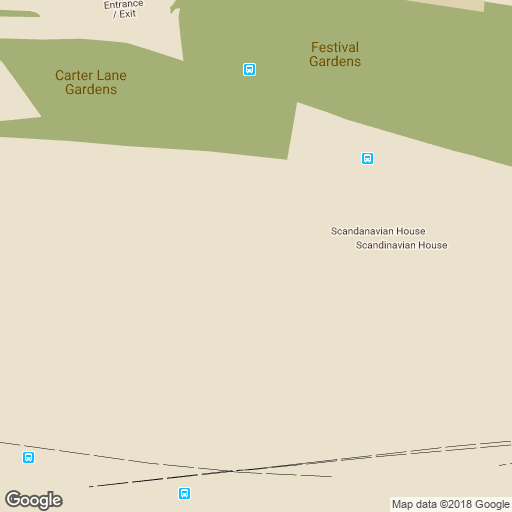 Entrance
/ Exit
Festival
Gardens
Carter Lane
Gardens
Scandanavian House
Scandinavian House
Google
Map data ©2018 Google